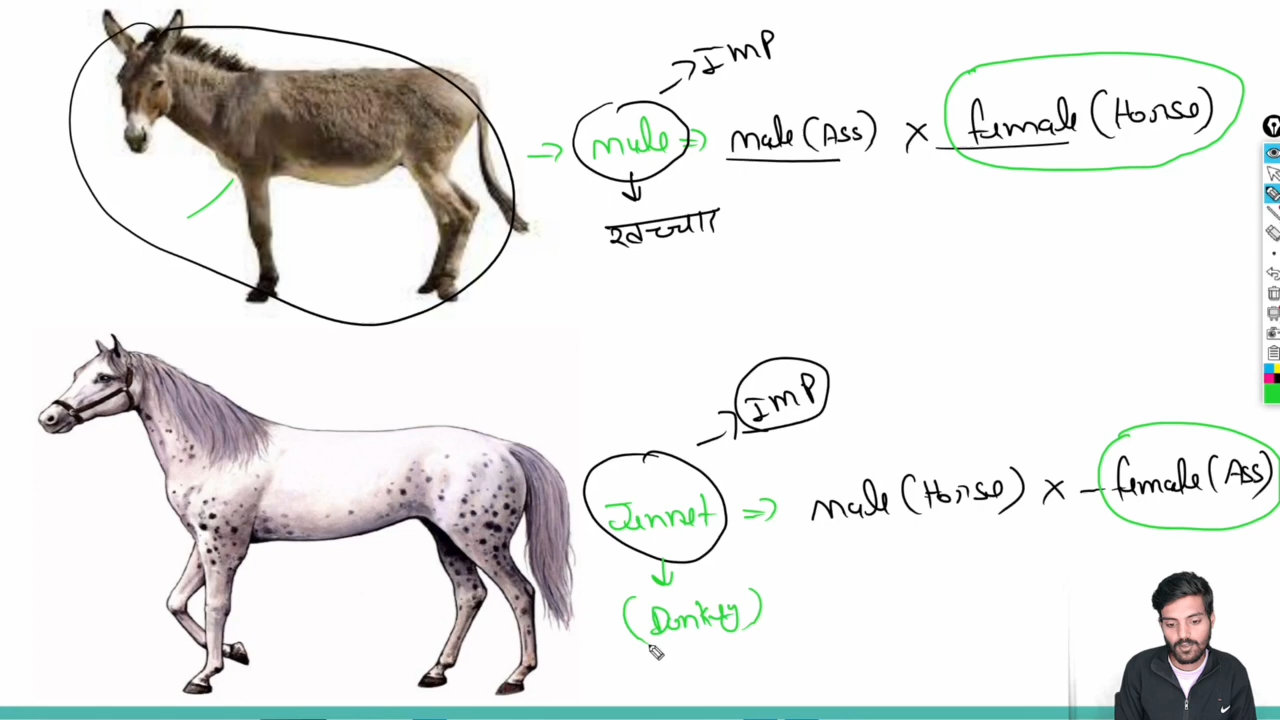 IMP
→ mule ⇒ male (Ass) × female (Horse)
खच्चर
IMP
Jennet ⇒ male (Horse) × female (Ass)
(Donkey)